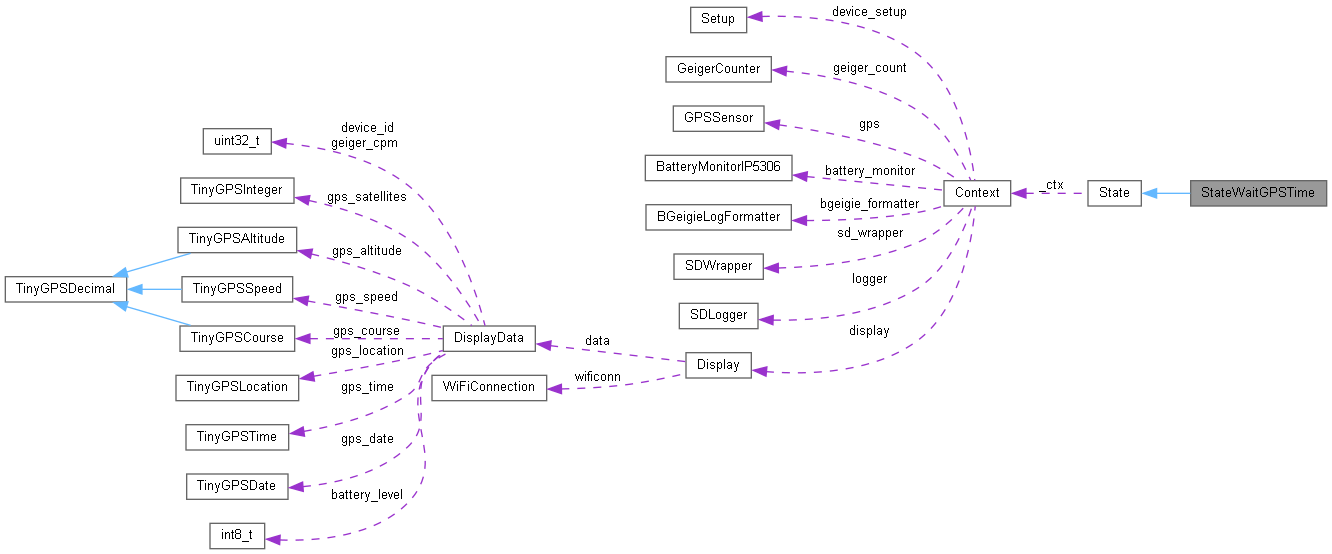 Setup
device_setup
GeigerCounter
geiger_count
GPSSensor
gps
BatteryMonitorIP5306
battery_monitor
BGeigieLogFormatter
bgeigie_formatter
SDWrapper
sd_wrapper
SDLogger
logger
display
Context
_ctx
State
StateWaitGPSTime
uint32_t
device_id
geiger_cpm
TinyGPSInteger
gps_satellites
TinyGPSAltitude
gps_altitude
TinyGPSDecimal
TinyGPSSpeed
gps_speed
TinyGPSCourse
gps_course
TinyGPSLocation
gps_location
TinyGPSTime
gps_time
TinyGPSDate
gps_date
int8_t
battery_level
DisplayData
data
WiFiConnection
wificonn
Display